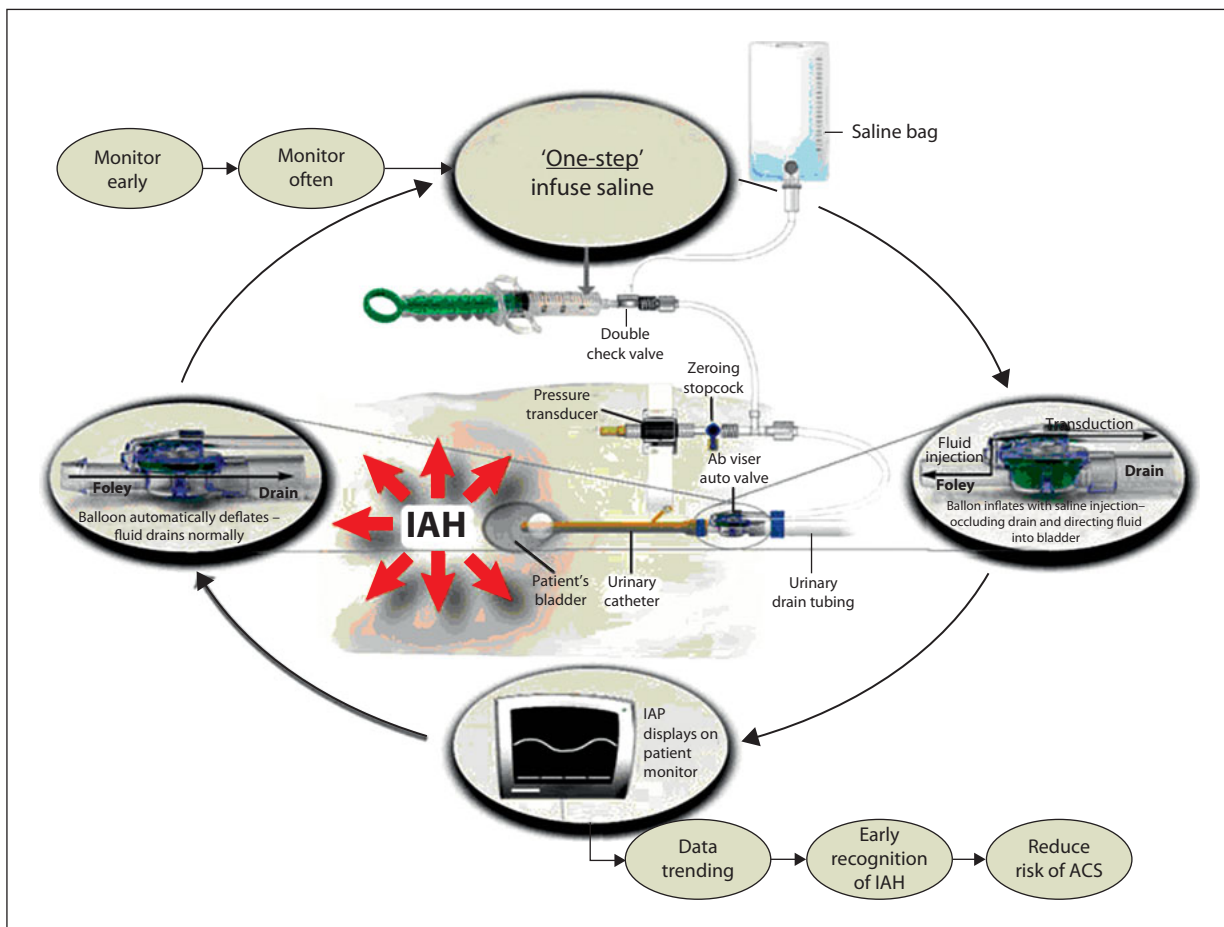 Monitor
early
Monitor
often
'One-step'
infuse saline
Saline bag
Double
check valve
Zeroing
stopcock
Pressure
transducer
Ab viser
auto valve
Foley
Drain
Balloon automatically deflates –
fluid drains normally
IAH
Patient's
bladder
Urinary
catheter
Urinary
drain tubing
Transduction
Fluid
injection
Drain
Foley
Ballon inflates with saline injection–
occluding drain and directing fluid
into bladder
IAP
displays on
patient
monitor
Data
trending
Early
recognition
of IAH
Reduce
risk of ACS